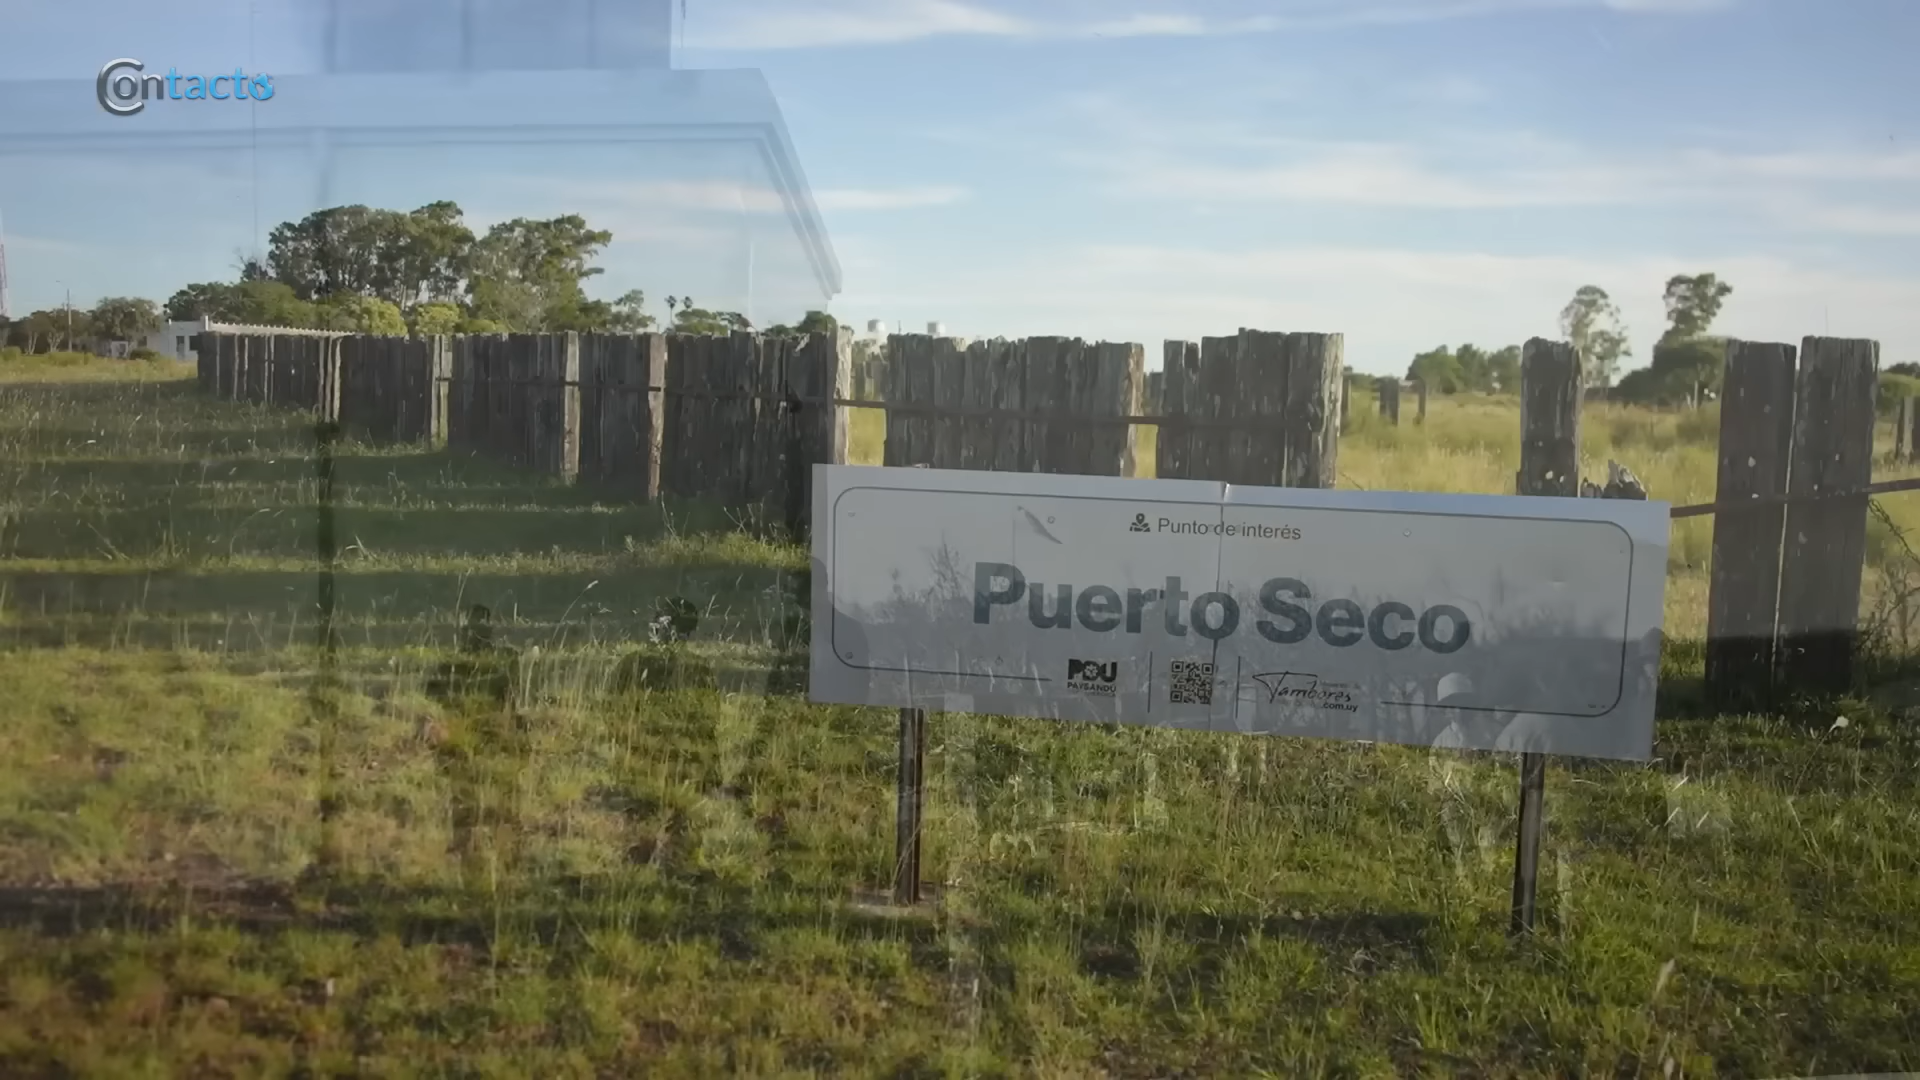 Contacto
Punto de interés
Puerto Seco
PDU
PAYSANDÚ
Tambores
.com.uy